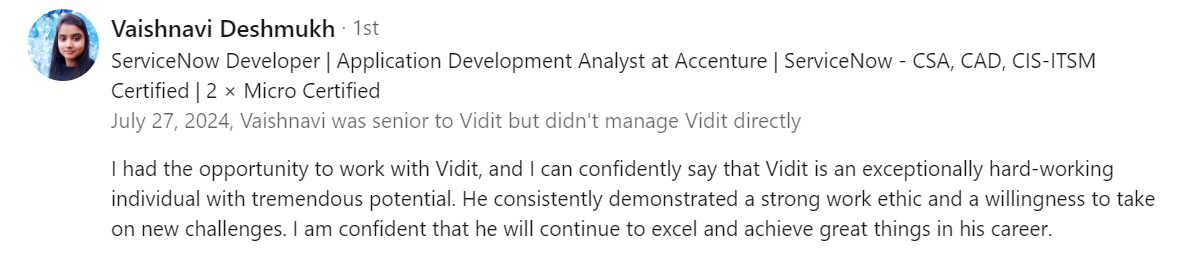 Vaishnavi Deshmukh · 1st
ServiceNow Developer | Application Development Analyst at Accenture | ServiceNow - CSA, CAD, CIS-ITSM
Certified | 2 × Micro Certified
July 27, 2024, Vaishnavi was senior to Vidit but didn't manage Vidit directly
I had the opportunity to work with Vidit, and I can confidently say that Vidit is an exceptionally hard-working
individual with tremendous potential. He consistently demonstrated a strong work ethic and a willingness to take
on new challenges. I am confident that he will continue to excel and achieve great things in his career.